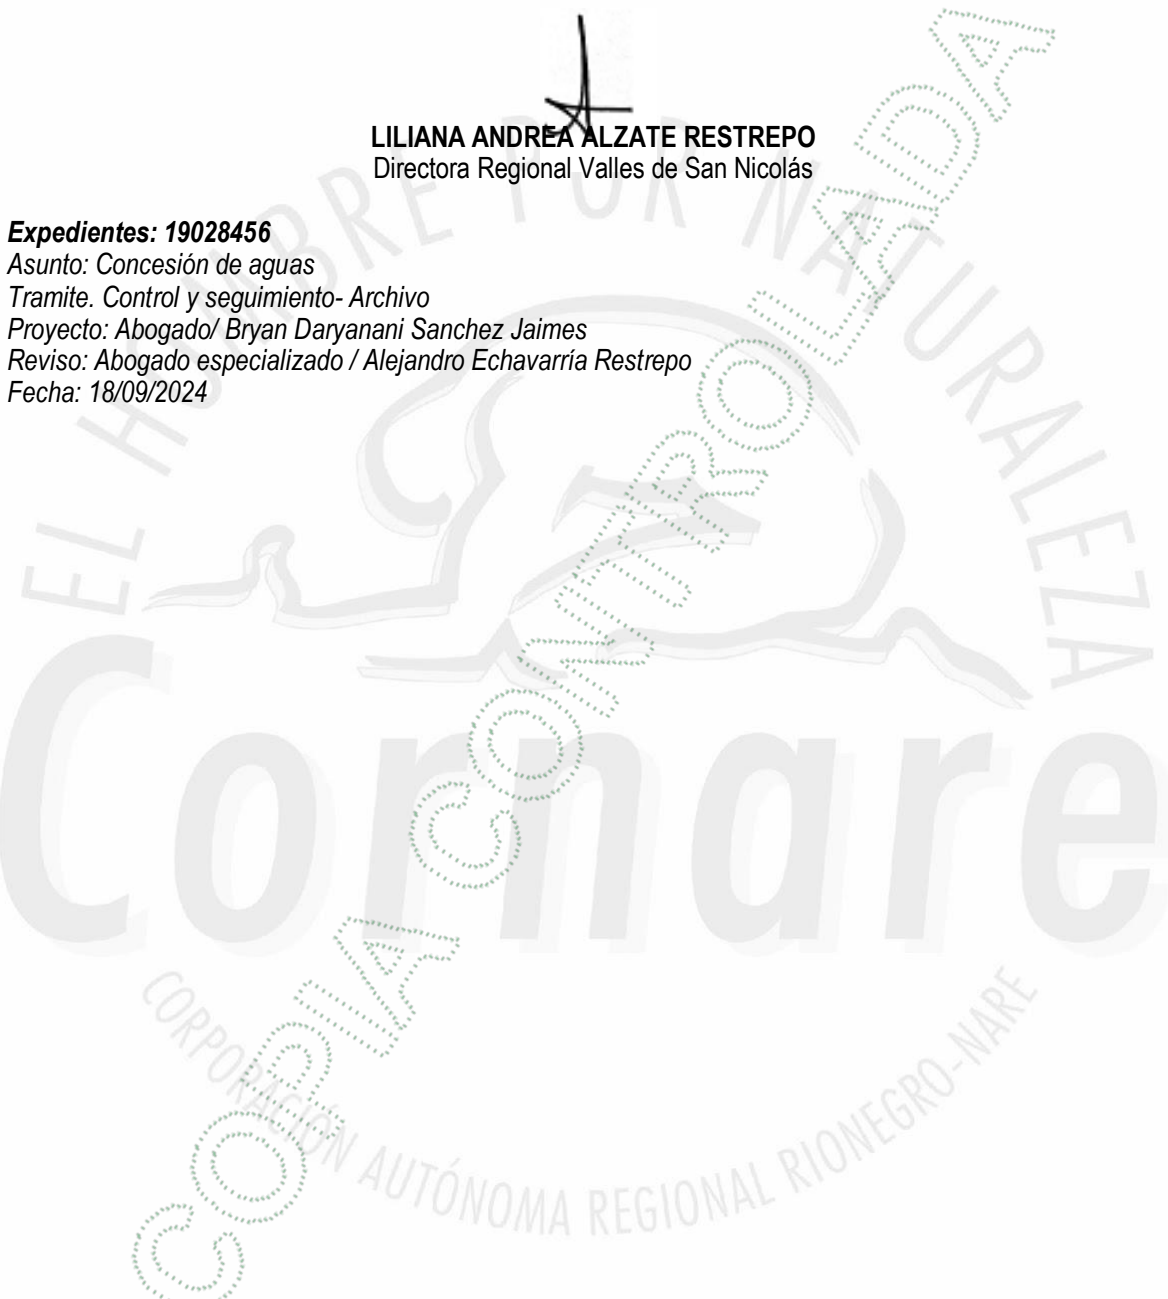 LILIANA ANDREA ALZATE RESTREPO
Directora Regional Valles de San Nicolás
Expedientes: 19028456
Asunto: Concesión de aguas
Tramite. Control y seguimiento- Archivo
Proyecto: Abogado/ Bryan Daryanani Sanchez Jaimes
Reviso: Abogado especializado / Alejandro Echavarría Restrepo
Fecha: 18/09/2024
EL HOMBRE POR NATURALEZA
Cornare
CORPORACIÓN AUTÓNOMA REGIONAL RIONEGRO-NARE
COPIA CONTROLADA